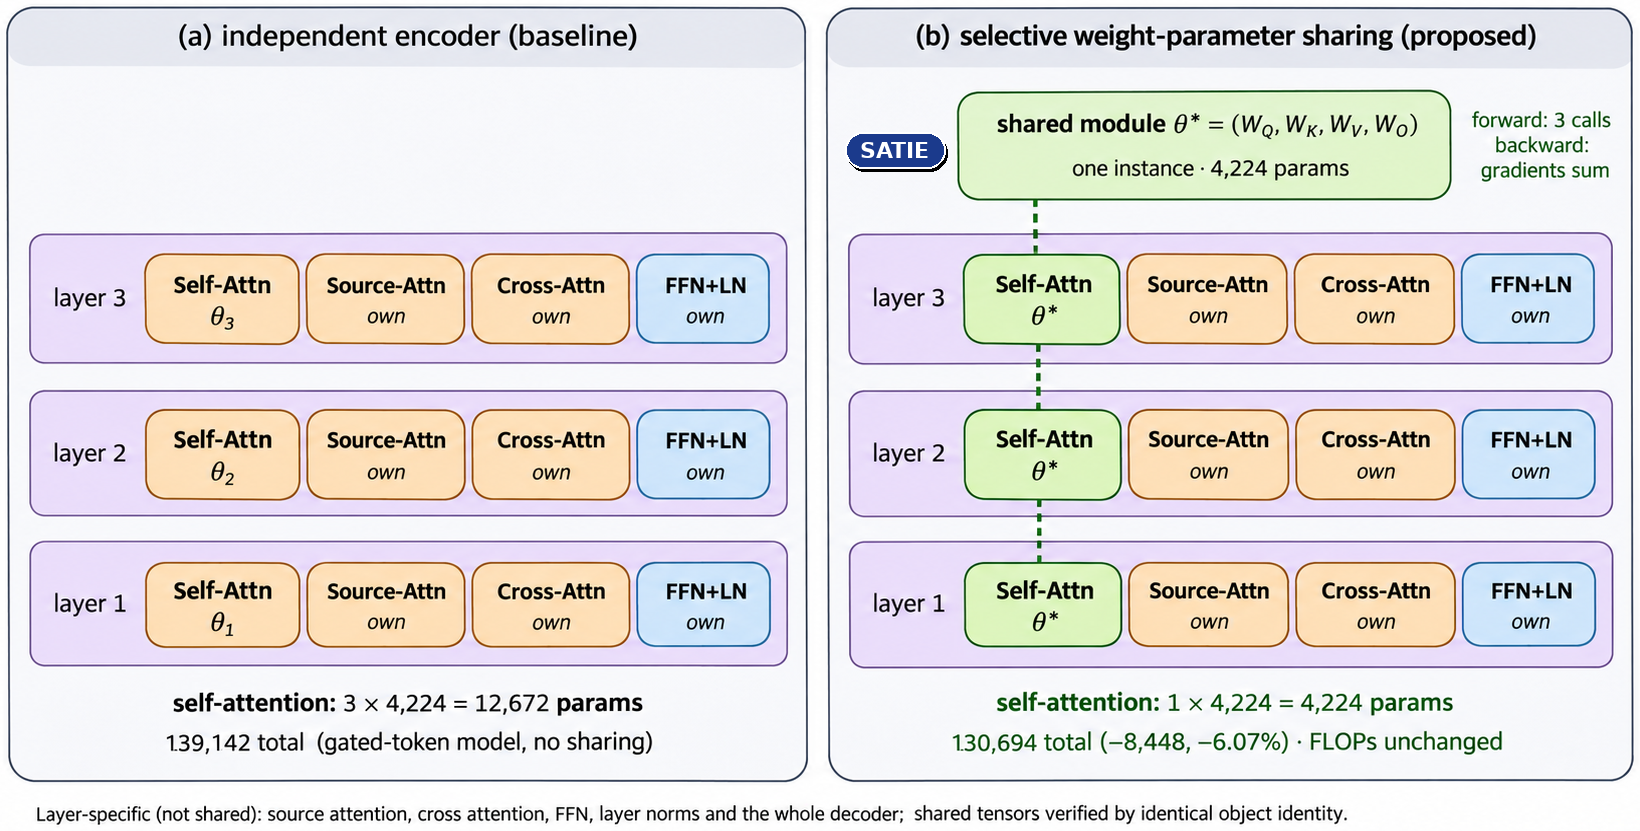 (a) independent encoder (baseline)
layer 3
Self-Attn
θ₃
Source-Attn
own
Cross-Attn
own
FFN+LN
own
layer 2
Self-Attn
θ₂
Source-Attn
own
Cross-Attn
own
FFN+LN
own
layer 1
Self-Attn
θ₁
Source-Attn
own
Cross-Attn
own
FFN+LN
own
self-attention: 3 × 4,224 = 12,672 params
139,142 total (gated-token model, no sharing)
(b) selective weight-parameter sharing (proposed)
SATIE
shared module θ* = (W_Q, W_K, W_V, W_O)
one instance · 4,224 params
forward: 3 calls
backward:
gradients sum
layer 3
Self-Attn
θ*
Source-Attn
own
Cross-Attn
own
FFN+LN
own
layer 2
Self-Attn
θ*
Source-Attn
own
Cross-Attn
own
FFN+LN
own
layer 1
Self-Attn
θ*
Source-Attn
own
Cross-Attn
own
FFN+LN
own
self-attention: 1 × 4,224 = 4,224 params
130,694 total (−8,448, −6.07%) · FLOPs unchanged
Layer-specific (not shared): source attention, cross attention, FFN, layer norms and the whole decoder; shared tensors verified by identical object identity.